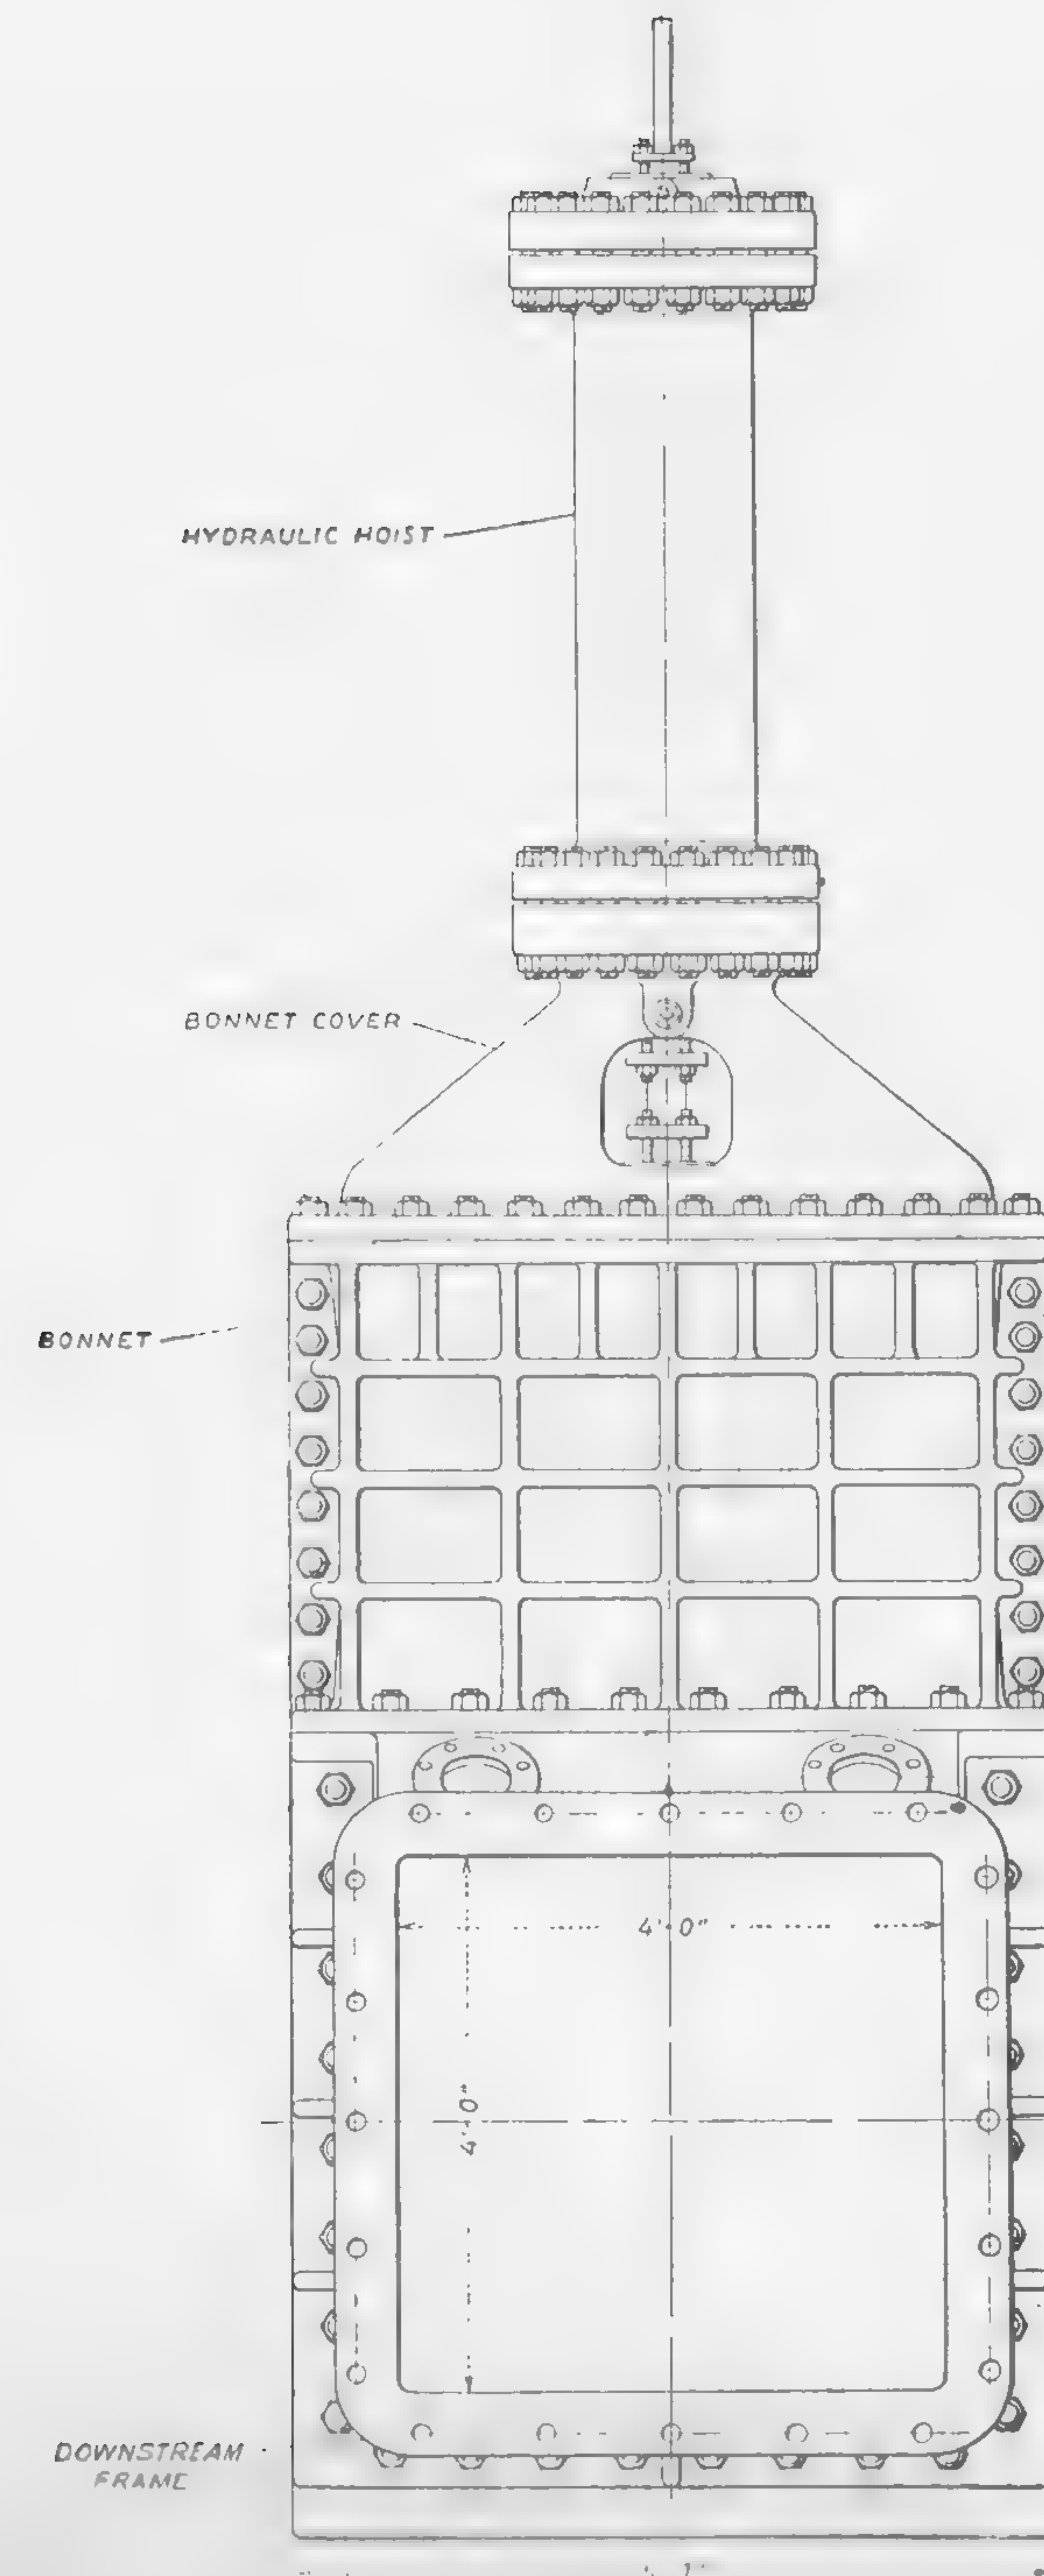 HYDRAULIC HOIST
BONNET COVER
BONNET
4'-0"
4'-0"
DOWNSTREAM
FRAME